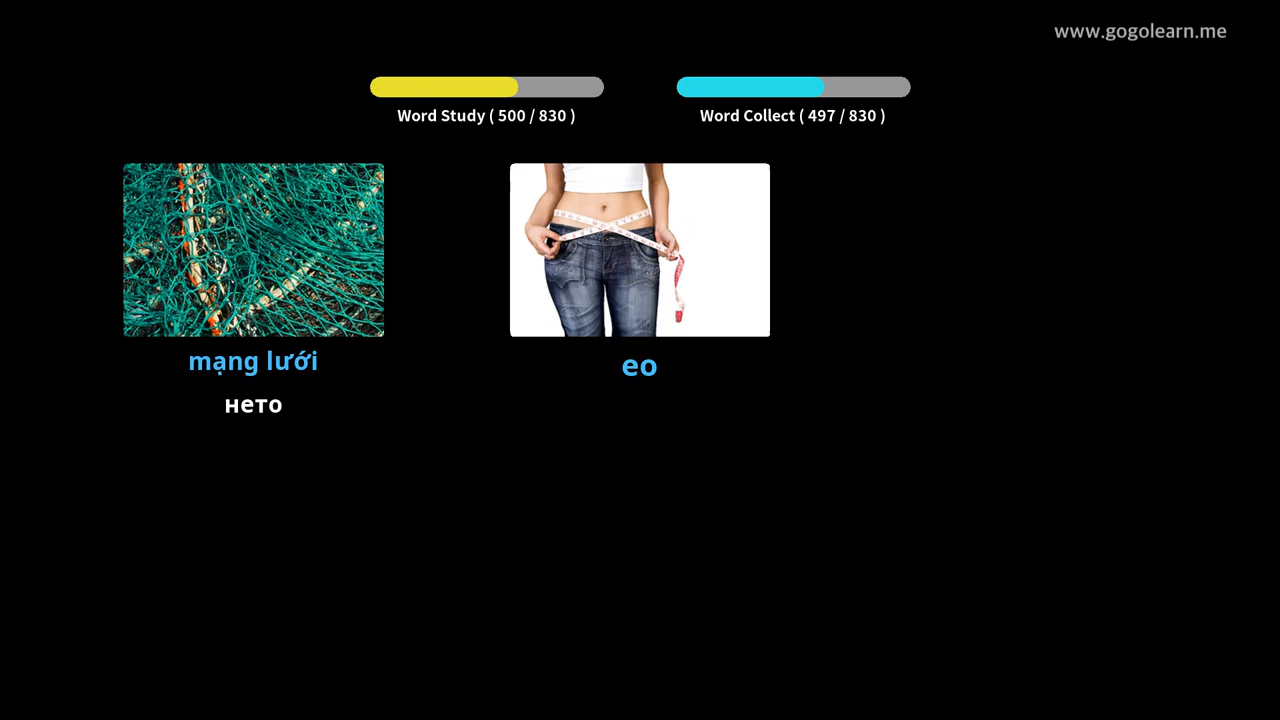 www.gogolearn.me
Word Study ( 500 / 830 )
Word Collect ( 497 / 830 )
mạng lưới
нето
eo